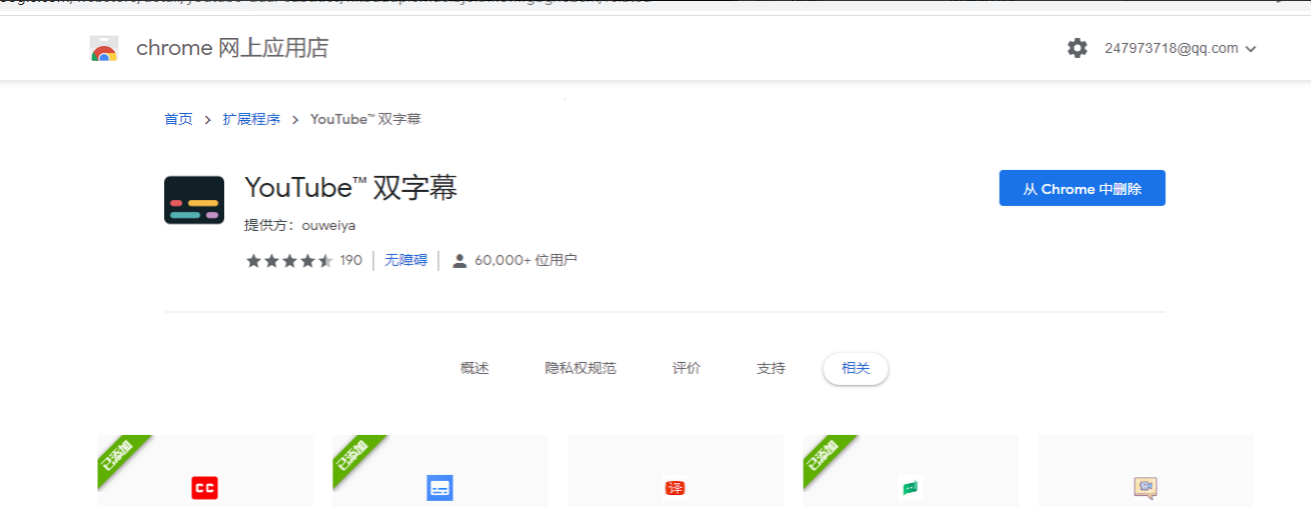 chrome 网上应用店
247973718@qq.com
首页 > 扩展程序 > YouTube™ 双字幕
YouTube™ 双字幕
从 Chrome 中删除
提供方：ouweiya
190 无障碍 60,000+ 位用户
概述 隐私权规范 评价 支持 相关
已添加 已添加 已添加
CC 译